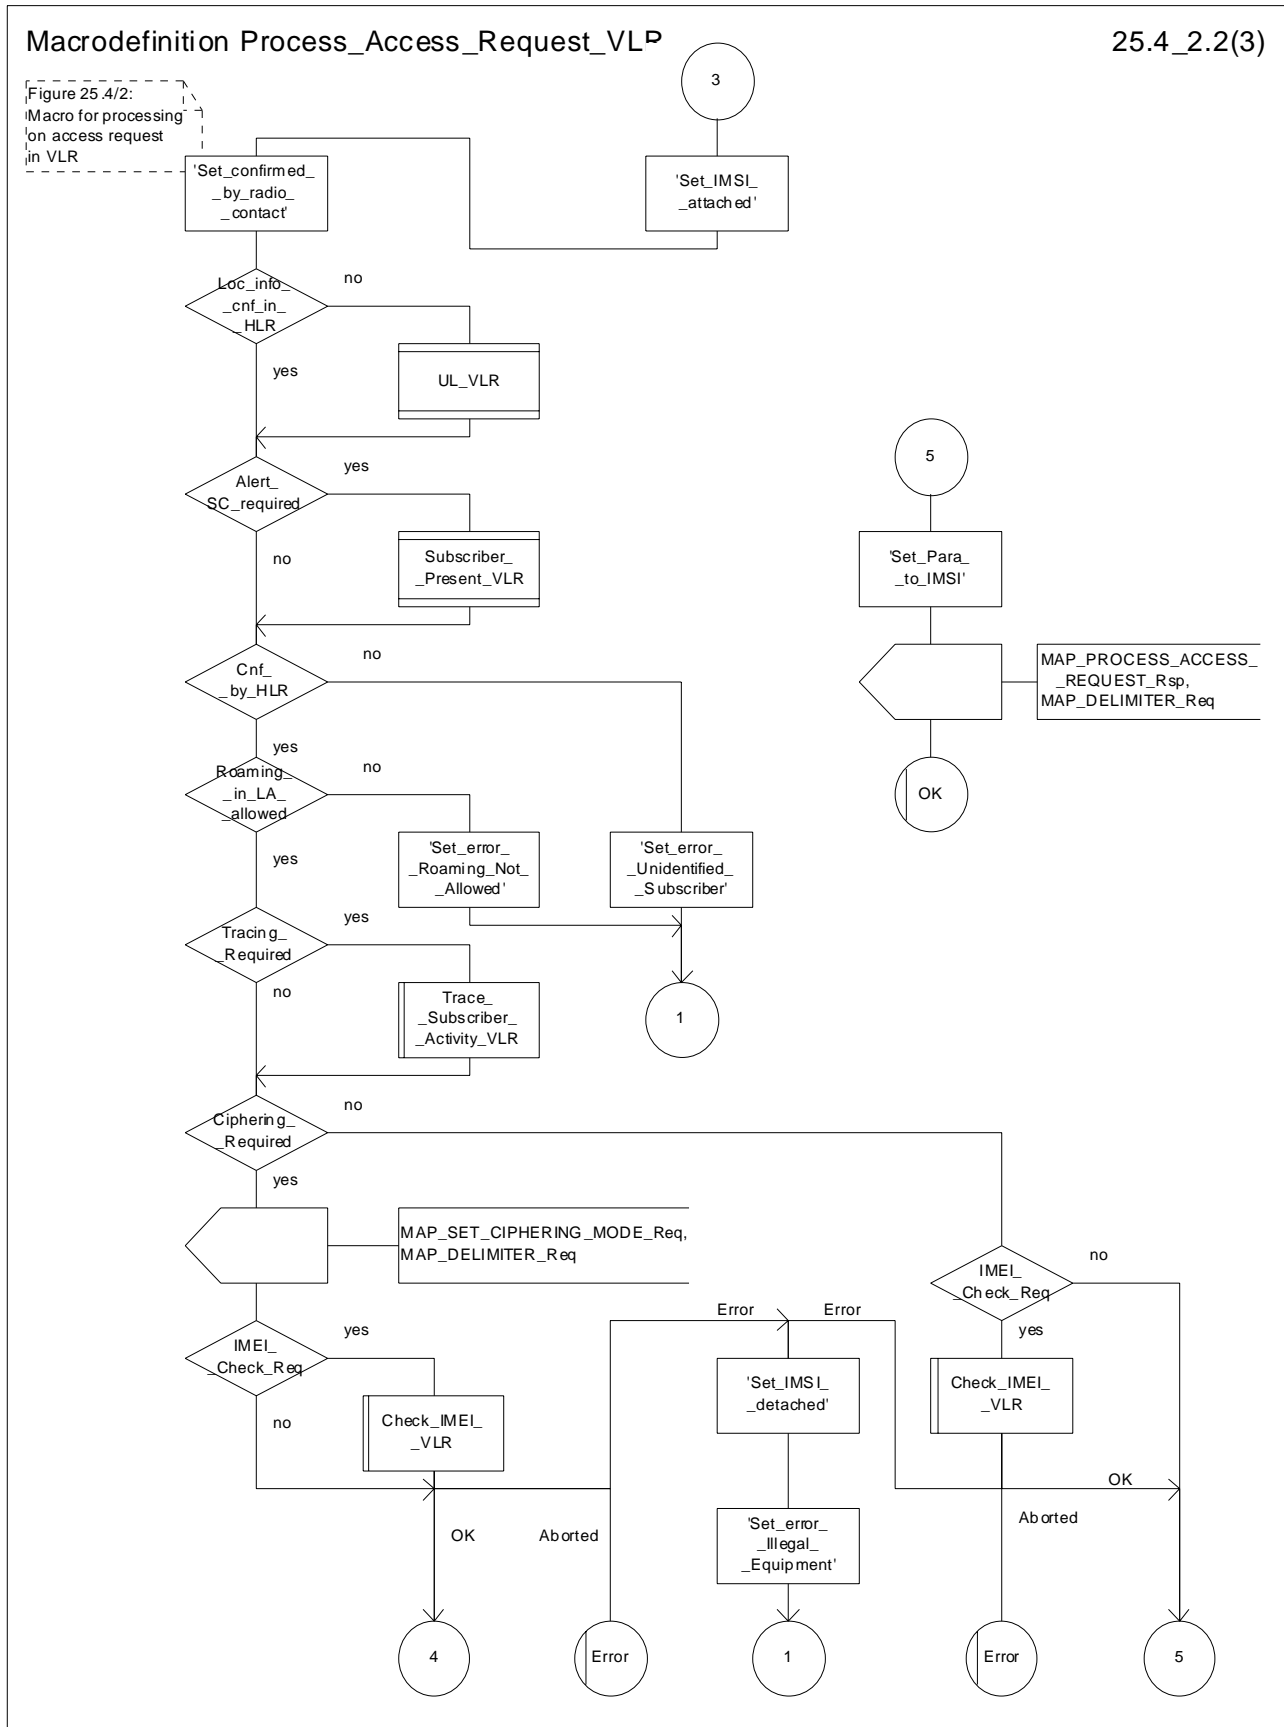 Macrodefinition Process_Access_Request_VLR
25.4_2.2(3)
Figure 25.4/2:
Macro for processing
on access request
in VLR
3
'Set_confirmed_
_by_radio_
_contact'
'Set_IMSI_
_attached'
Loc_info_
_cnf_in_
_HLR
no
yes
UL_VLR
Alert_
SC_required
yes
no
Subscriber_
_Present_VLR
5
'Set_Para_
_to_IMSI'
Cnf_
_by_HLR
no
yes
MAP_PROCESS_ACCESS_
_REQUEST_Rsp,
MAP_DELIMITER_Req
Roaming_
_in_LA_
_allowed
no
yes
OK
'Set_error_
_Roaming_Not_
_Allowed'
'Set_error_
_Unidentified_
_Subscriber'
Tracing_
_Required
yes
no
Trace_
_Subscriber_
_Activity_VLR
1
Ciphering_
_Required
no
yes
MAP_SET_CIPHERING_MODE_Req,
MAP_DELIMITER_Req
IMEI_
_Check_Req
no
yes
Error
Error
IMEI_
_Check_Req
yes
no
Check_IMEI_
_VLR
'Set_IMSI_
_detached'
Check_IMEI_
_VLR
OK
Aborted
'Set_error_
_Illegal_
_Equipment'
OK
Aborted
4
Error
1
Error
5